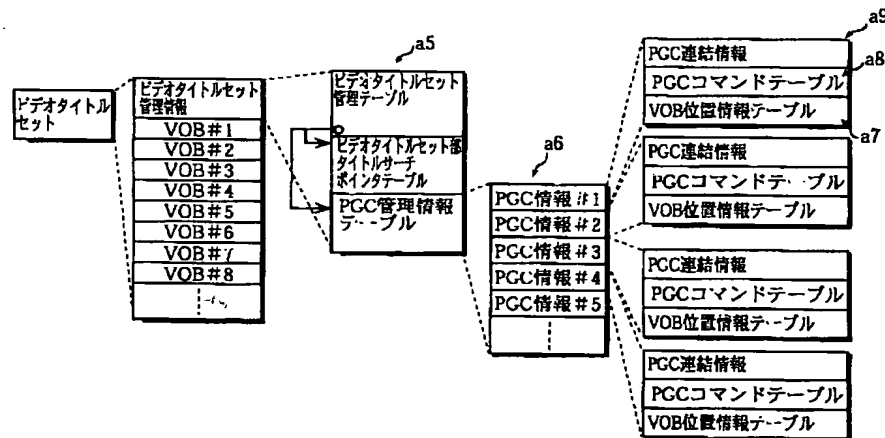 ビデオタイトル
セット
ビデオタイトルセット
管理情報
VOB#1
VOB#2
VOB#3
VOB#4
VOB#5
VOB#6
VOB#7
VOB#8
a5
ビデオタイトルセット
管理テーブル
ビデオタイトルセット部
タイトルサーチ
ポインタテーブル
PGC管理情報
テーブル
a6
PGC情報#1
PGC情報#2
PGC情報#3
PGC情報#4
PGC情報#5
a9
PGC連結情報
a8
PGCコマンドテーブル
VOB位置情報テーブル
a7
PGC連結情報
PGCコマンドテーブル
VOB位置情報テーブル
PGC連結情報
PGCコマンドテーブル
VOB位置情報テーブル
PGC連結情報
PGCコマンドテーブル
VOB位置情報テーブル